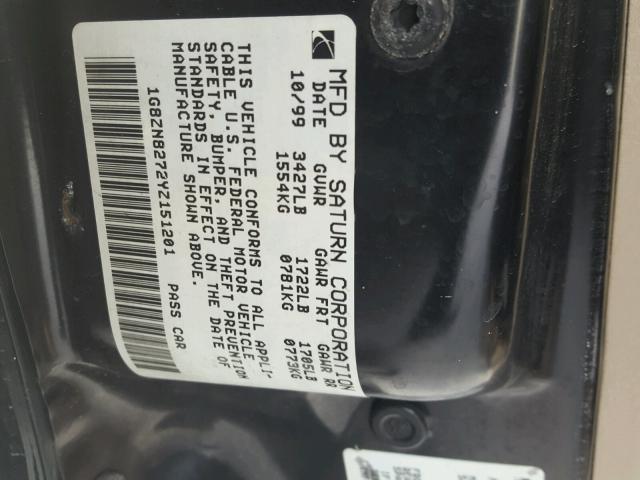 MFD BY SATURN CORPORATION
DATE GVWR GAWR FRT GAWR RR
10/99 3427LB 1722LB 1705LB
1554KG 0781KG 0773KG
THIS VEHICLE CONFORMS TO ALL APPLI-
CABLE U.S. FEDERAL MOTOR VEHICLE
SAFETY, BUMPER, AND THEFT PREVENTION
STANDARDS IN EFFECT ON THE DATE OF
MANUFACTURE SHOWN ABOVE.
1G8ZN8272YZ151201 PASS CAR